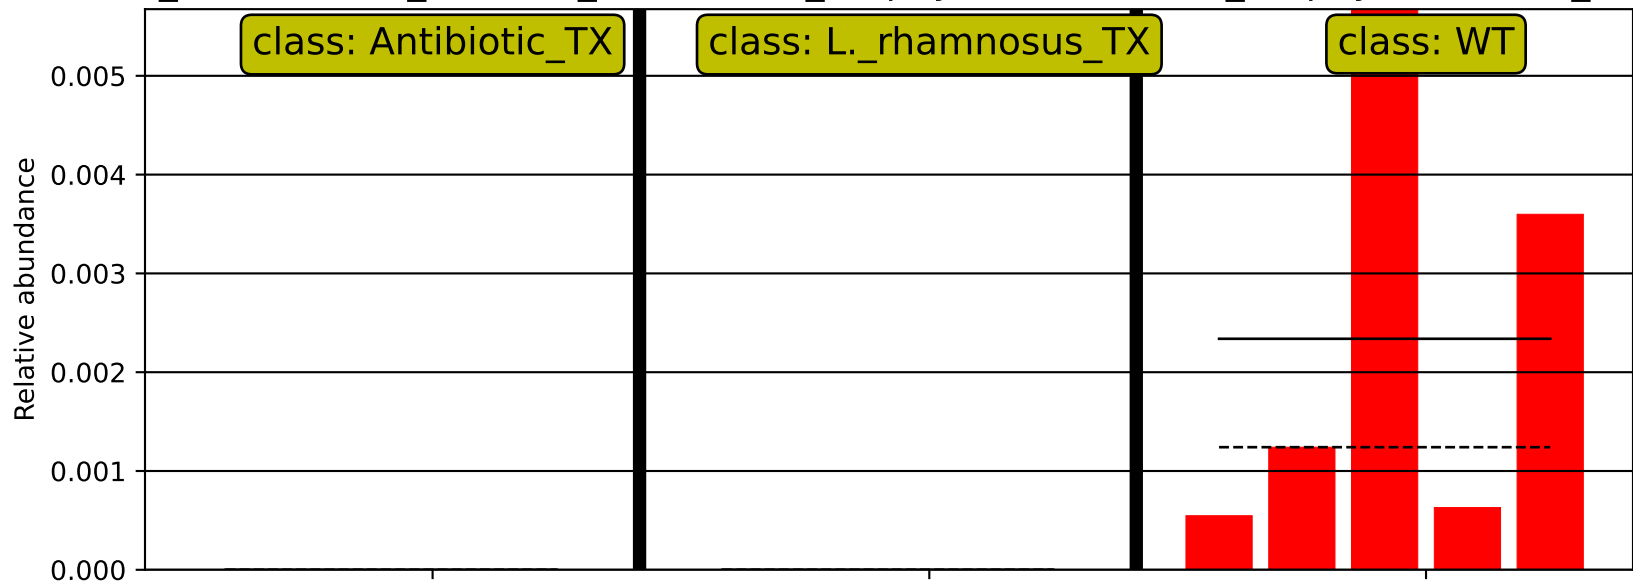 class: Antibiotic_TX
class: L._rhamnosus_TX
class: WT
Relative abundance
0.005
0.004
0.003
0.002
0.001
0.000